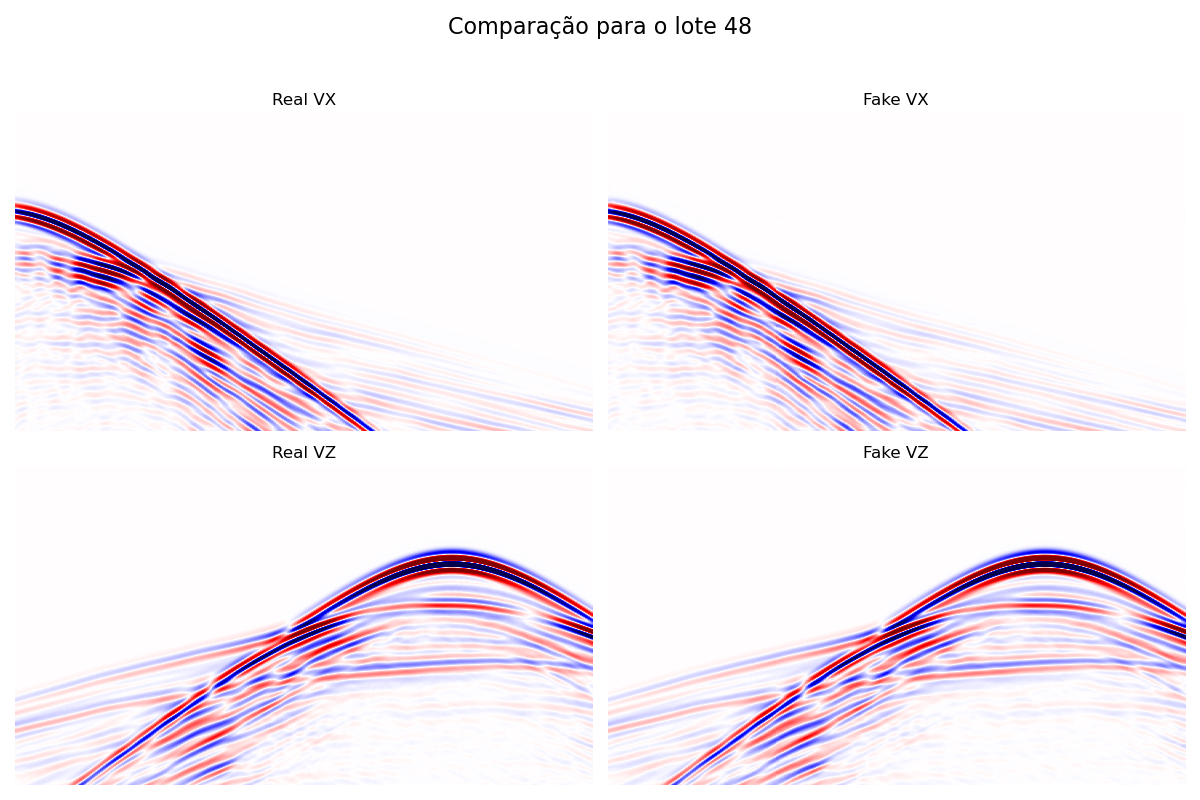 Comparação para o lote 48
Real VX
Fake VX
Real VZ
Fake VZ